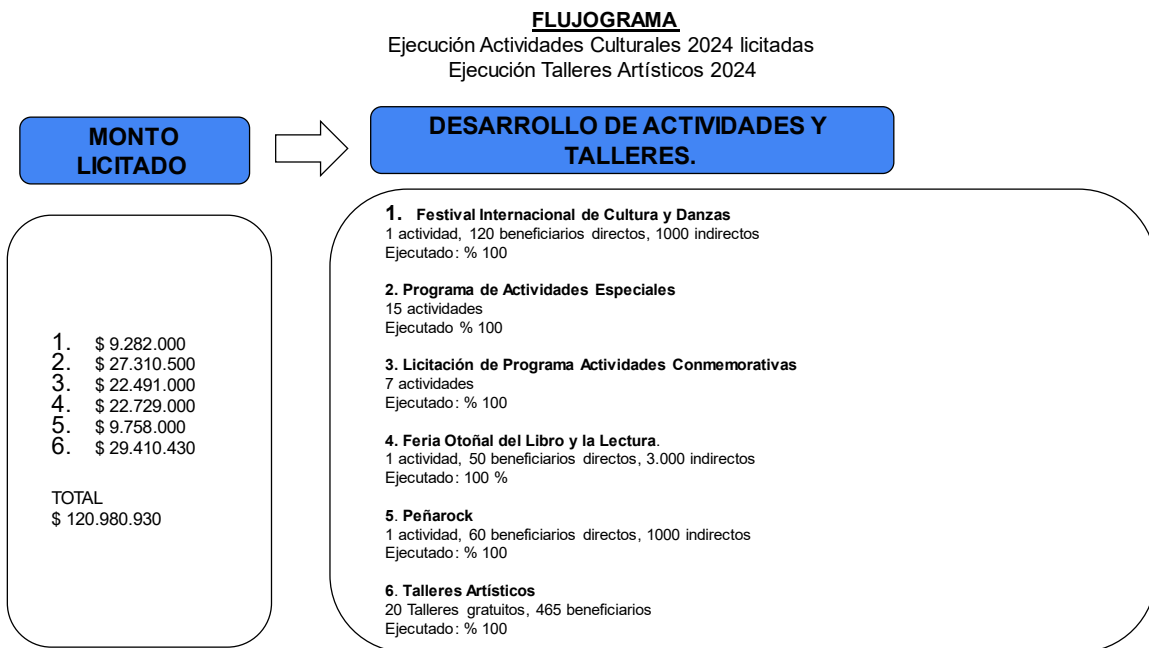 FLUJOGRAMA
Ejecución Actividades Culturales 2024 licitadas
Ejecución Talleres Artísticos 2024
MONTO
LICITADO
DESARROLLO DE ACTIVIDADES Y
TALLERES.
1. $ 9.282.000
2. $ 27.310.500
3. $ 22.491.000
4. $ 22.729.000
5. $ 9.758.000
6. $ 29.410.430
TOTAL
$ 120.980.930
1. Festival Internacional de Cultura y Danzas
1 actividad, 120 beneficiarios directos, 1000 indirectos
Ejecutado: % 100
2. Programa de Actividades Especiales
15 actividades
Ejecutado % 100
3. Licitación de Programa Actividades Conmemorativas
7 actividades
Ejecutado: % 100
4. Feria Otoñal del Libro y la Lectura.
1 actividad, 50 beneficiarios directos, 3.000 indirectos
Ejecutado: 100 %
5. Peñarock
1 actividad, 60 beneficiarios directos, 1000 indirectos
Ejecutado: % 100
6. Talleres Artísticos
20 Talleres gratuitos, 465 beneficiarios
Ejecutado: % 100